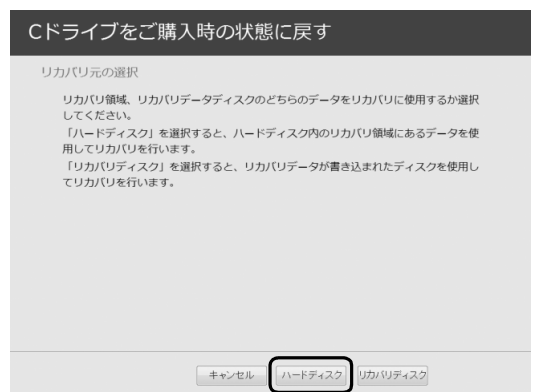 Cドライブをご購入時の状態に戻す
リカバリ元の選択
リカバリ領域、リカバリデータディスクのどちらのデータをリカバリに使用するか選択
してください。
「ハードディスク」を選択すると、ハードディスク内のリカバリ領域にあるデータを使
用してリカバリを行います。
「リカバリディスク」を選択すると、リカバリデータが書き込まれたディスクを使用し
てリカバリを行います。
キャンセル ハードディスク リカバリディスク